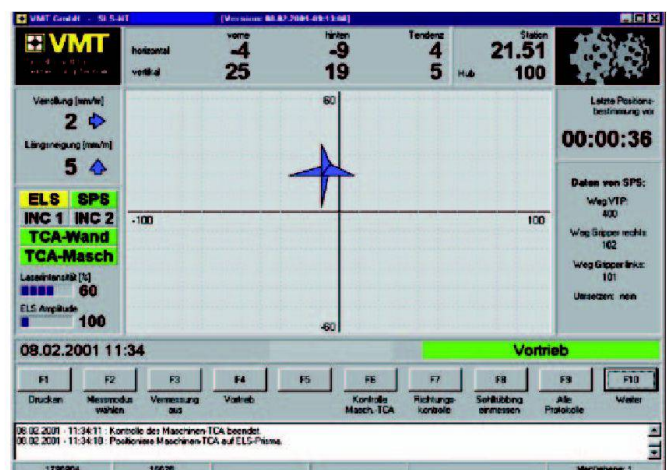 VMT GmbH - SLS-HT
VMT
vorne hinten Tendenz Station
horizontal -4 -9 4 21.51
vertikal 25 19 5 Hub 100
Verrollung [mm/m]
2
Längsneigung [mm/m]
5
ELS SPS
INC 1 INC 2
TCA-Wand
TCA-Masch
Laserintensität [%]
60
ELS Amplitude
100
60
-100 100
-60
Letzte Positions-
bestimmung vor
00:00:36
Daten von SPS:
Weg VTP:
400
Weg Gripper rechts:
102
Weg Gripper links:
101
Umsetzen: nein
08.02.2001 11:34 Vortrieb
F1 F2 F3 F4 F5 F6 F7 F8 F9 F10
Drucken Messmodus wählen Vermessung aus Vortrieb Kontrolle Masch.-TCA Richtungs-kontrolle Sohltübbing einmessen Alle Protokolle Weiter
08.02.2001 - 11:34:11 : Kontrolle des Maschinen-TCA beendet.
08.02.2001 - 11:34:10 : Positioniere Maschinen-TCA auf ELS-Prisma.